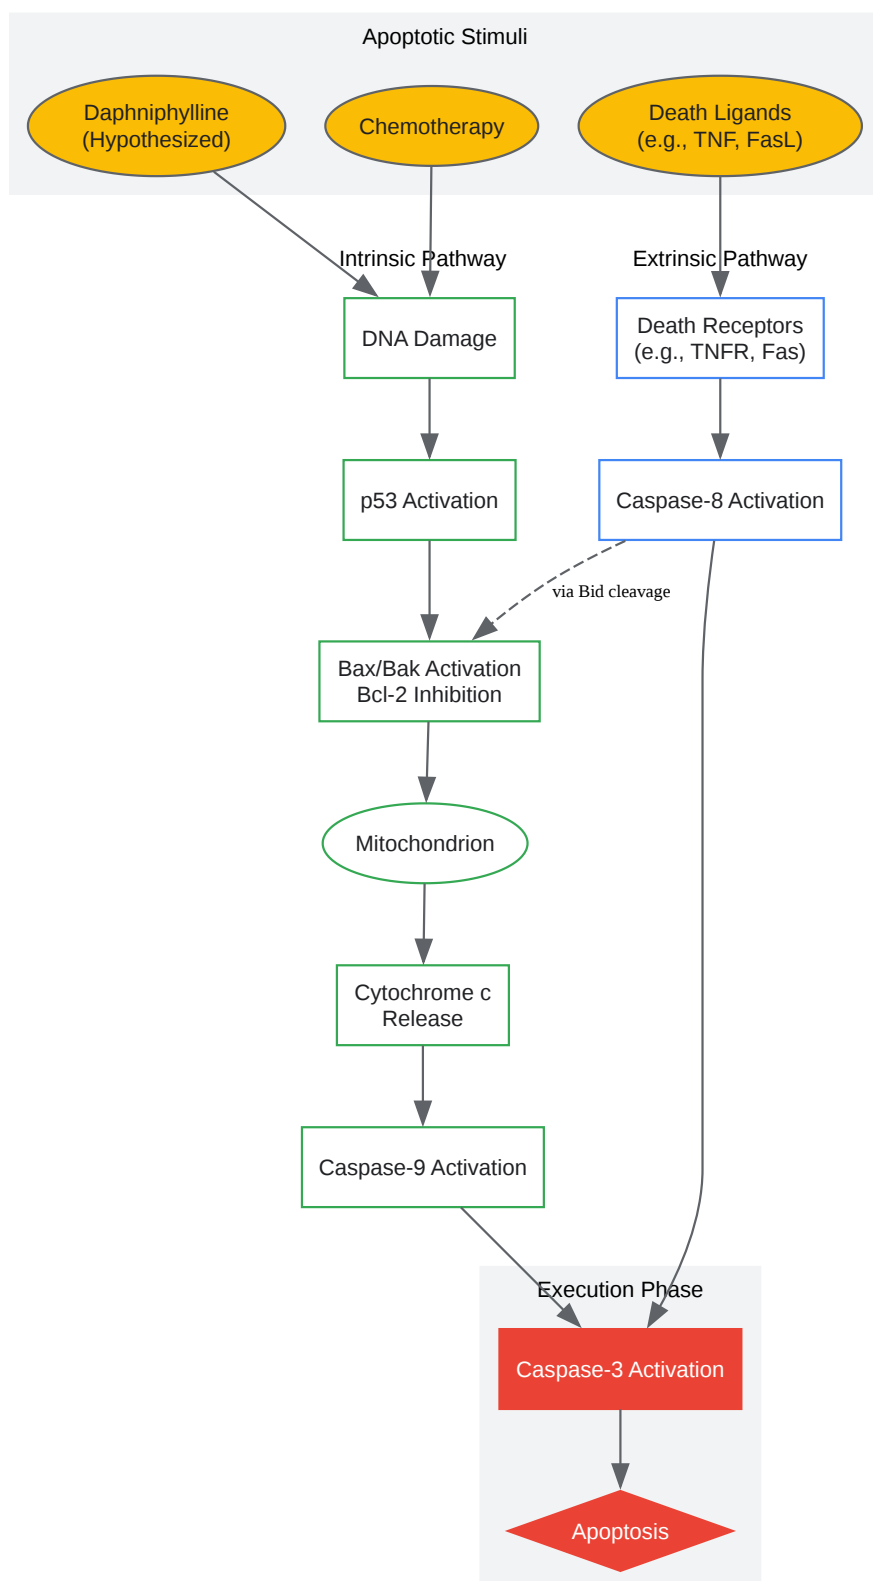 Apoptotic Stimuli
Daphniphylline
(Hypothesized)
Chemotherapy
Death Ligands
(e.g., TNF, FasL)
Intrinsic Pathway
Extrinsic Pathway
DNA Damage
Death Receptors
(e.g., TNFR, Fas)
p53 Activation
Caspase-8 Activation
via Bid cleavage
Bax/Bak Activation
Bcl-2 Inhibition
Mitochondrion
Cytochrome c
Release
Caspase-9 Activation
Execution Phase
Caspase-3 Activation
Apoptosis